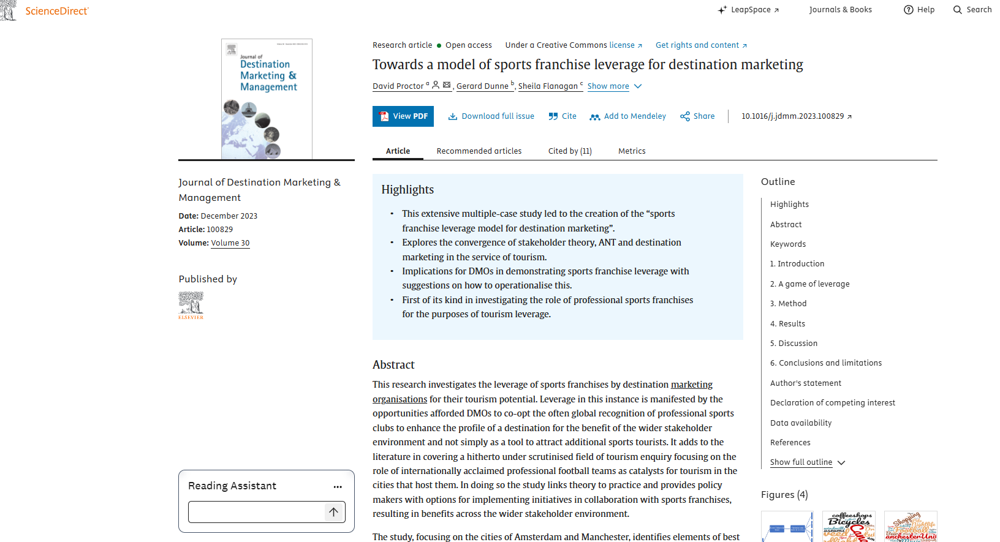 ScienceDirect
LeapSpace
Journals & Books
Help
Search
Journal of
Destination
Marketing &
Management
Research article
Open access
Under a Creative Commons license
Get rights and content
Towards a model of sports franchise leverage for destination marketing
David Proctor a, Gerard Dunne b, Sheila Flanagan c Show more
View PDF
Download full issue
Cite
Add to Mendeley
Share
10.1016/j.jdmm.2023.100829
Article
Recommended articles
Cited by (11)
Metrics
Journal of Destination Marketing &
Management
Date: December 2023
Article: 100829
Volume: Volume 30
Published by
ELSEVIER
Reading Assistant
Highlights
• This extensive multiple-case study led to the creation of the “sports
franchise leverage model for destination marketing”.
• Explores the convergence of stakeholder theory, ANT and destination
marketing in the service of tourism.
• Implications for DMOs in demonstrating sports franchise leverage with
suggestions on how to operationalise this.
• First of its kind in investigating the role of professional sports franchises
for the purposes of tourism leverage.
Abstract
This research investigates the leverage of sports franchises by destination marketing
organisations for their tourism potential. Leverage in this instance is manifested by the
opportunities afforded DMOs to co-opt the often global recognition of professional sports
clubs to enhance the profile of a destination for the benefit of the wider stakeholder
environment and not simply as a tool to attract additional sports tourists. It adds to the
literature in covering a hitherto under scrutinised field of tourism enquiry focusing on the
role of internationally acclaimed professional football teams as catalysts for tourism in the
cities that host them. In doing so the study links theory to practice and provides policy
makers with options for implementing initiatives in collaboration with sports franchises,
resulting in benefits across the wider stakeholder environment.
The study, focusing on the cities of Amsterdam and Manchester, identifies elements of best
Outline
Highlights
Abstract
Keywords
1. Introduction
2. A game of leverage
3. Method
4. Results
5. Discussion
6. Conclusions and limitations
Author's statement
Declaration of competing interest
Data availability
References
Show full outline
Figures (4)
coffeeshops
Bicycles
Shopping
Nightlife
Football